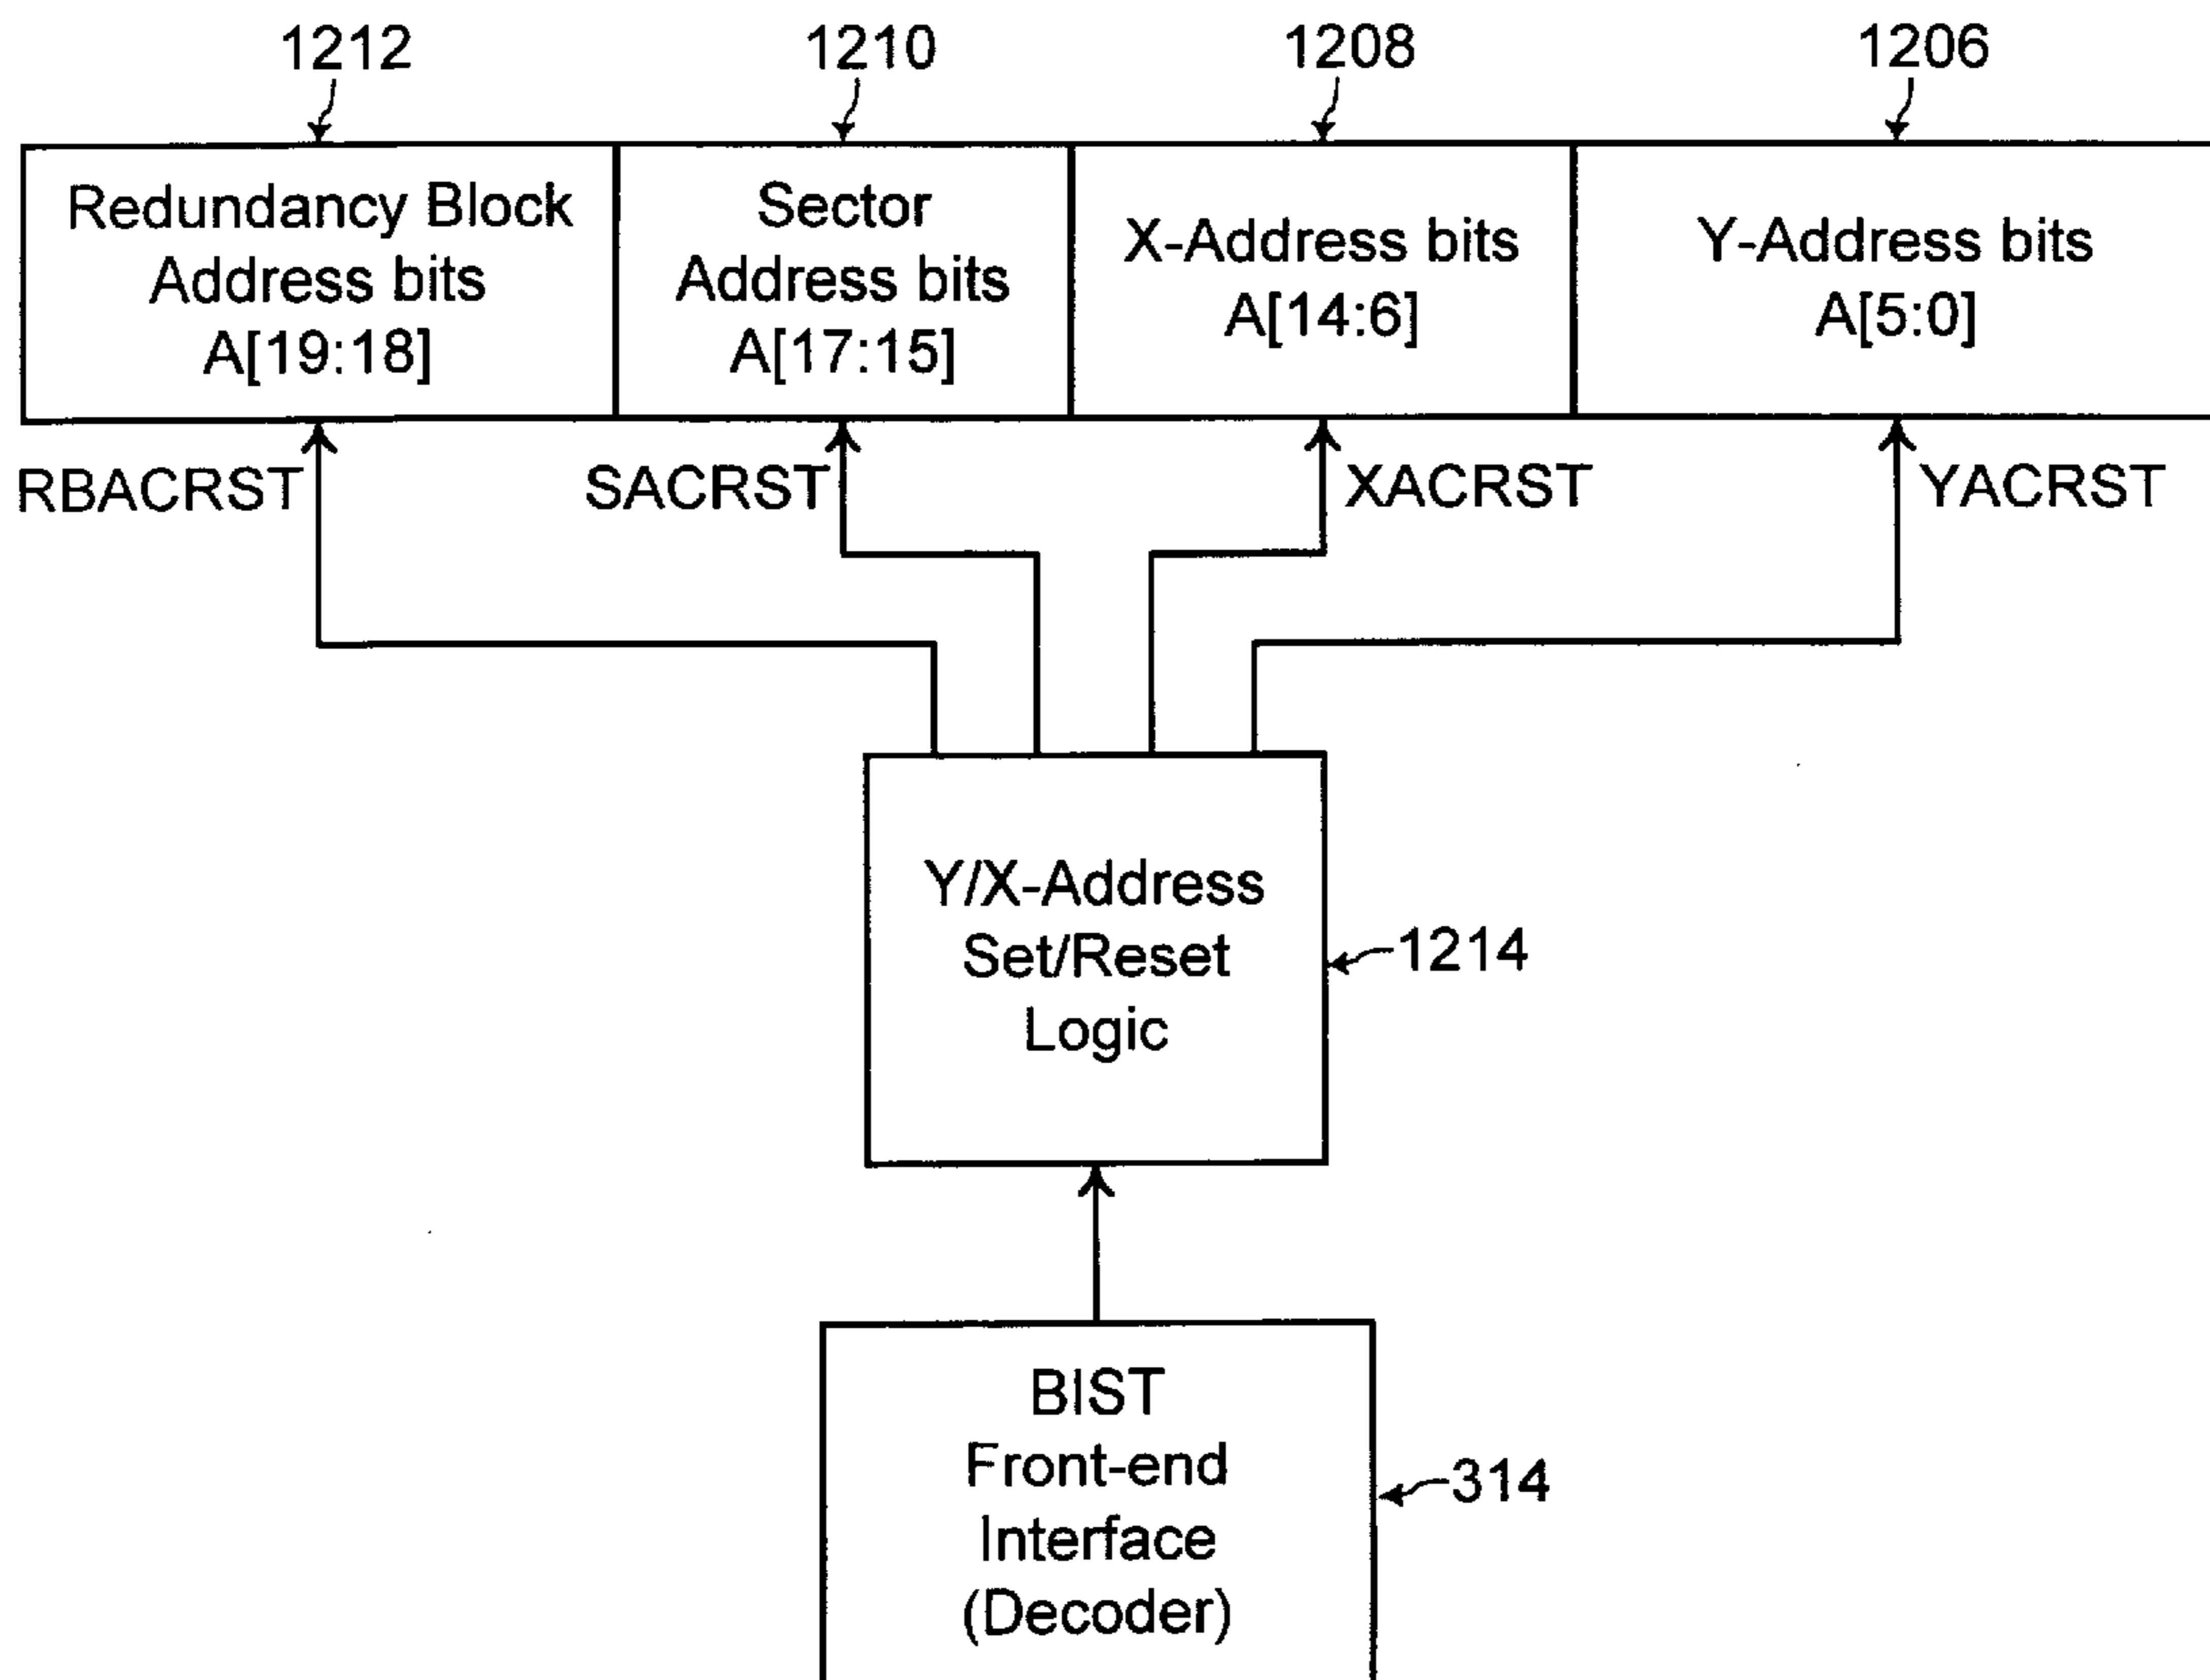 1212
1210
1208
1206
Redundancy Block
Address bits
A[19:18]
Sector
Address bits
A[17:15]
X-Address bits
A[14:6]
Y-Address bits
A[5:0]
RBACRST
SACRST
XACRST
YACRST
Y/X-Address
Set/Reset
Logic
1214
BIST
Front-end
Interface
(Decoder)
314